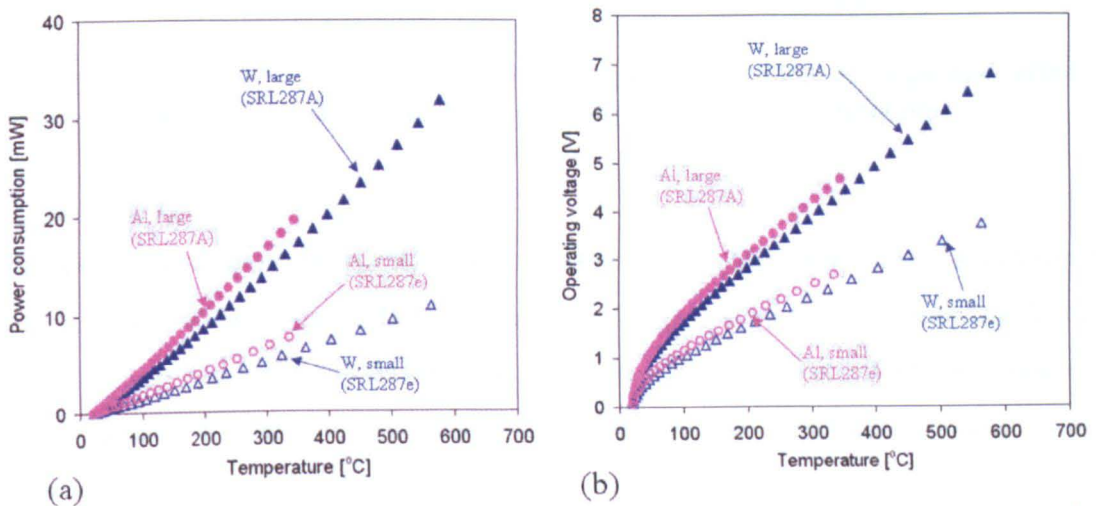 40
30
20
10
0
Power consumption [mW]
W, large
(SRL287A)
Al, large
(SRL287A)
Al, small
(SRL287e)
W, small
(SRL287e)
0 100 200 300 400 500 600 700
Temperature [°C]
(a)
8
7
6
5
4
3
2
1
0
Operating voltage [V]
W, large
(SRL287A)
Al, large
(SRL287A)
W, small
(SRL287e)
Al, small
(SRL287e)
0 100 200 300 400 500 600 700
Temperature [°C]
(b)